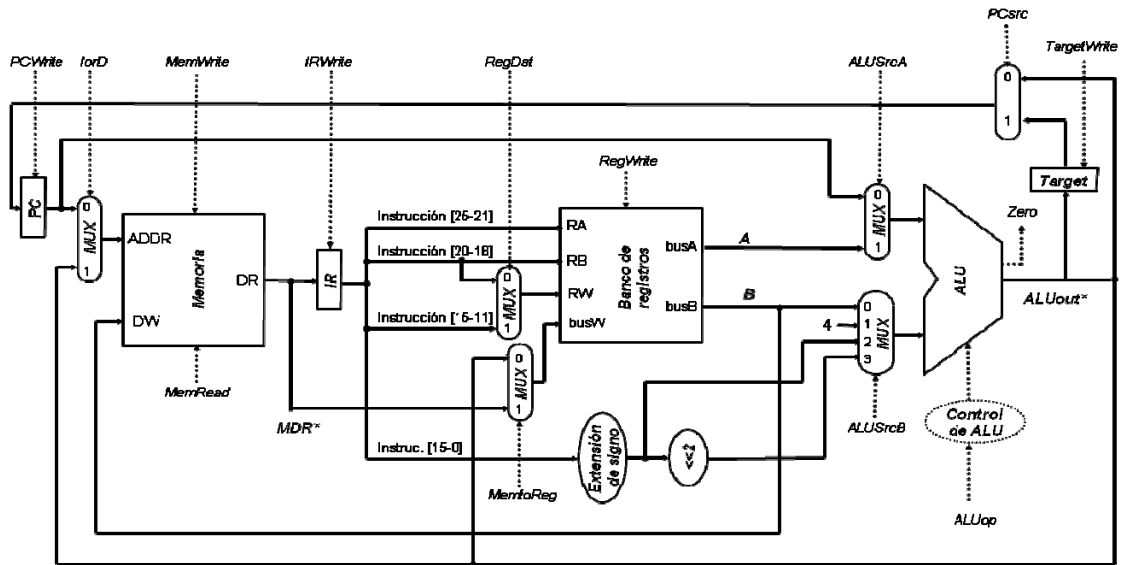 PCsrc
TargetWrite
PCWrite
IorD
MemWrite
IRWrite
RegDst
ALUSrcA
0
1
RegWrite
Target
Zero
PC
0
MUX
1
ADDR
Memoria
DR
DW
IR
Instrucción [25-21]
Instrucción [20-16]
Instrucción [15-11]
0
MUX
1
RA
RB
RW
busW
Banco de registros
busA
busB
A
B
0
MUX
1
4
0
1
2
3
MUX
ALU
ALUout*
MemRead
MDR*
0
MUX
1
Instruc. [15-0]
Extensión de signo
<<2
ALUSrcB
Control de ALU
MemtoReg
ALUop